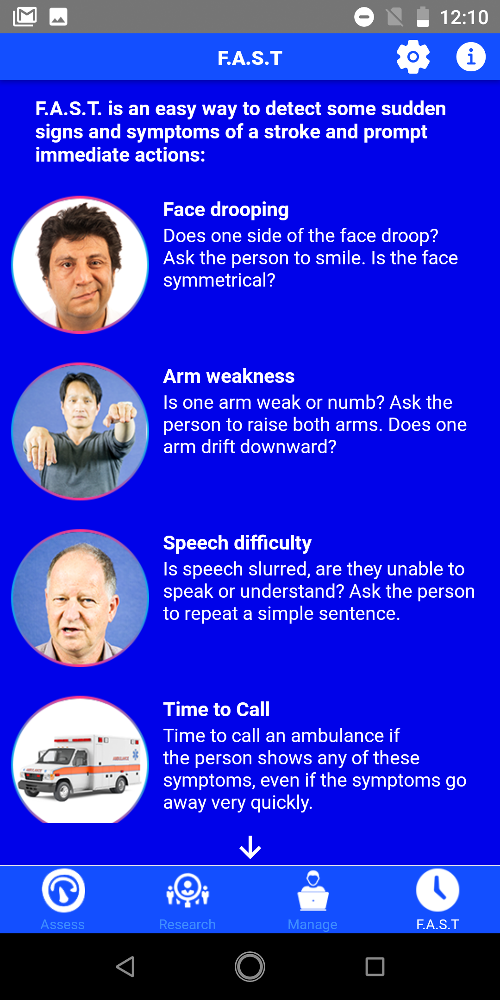 12:10
F.A.S.T
F.A.S.T. is an easy way to detect some sudden
signs and symptoms of a stroke and prompt
immediate actions:
Face drooping
Does one side of the face droop?
Ask the person to smile. Is the face
symmetrical?
Arm weakness
Is one arm weak or numb? Ask the
person to raise both arms. Does one
arm drift downward?
Speech difficulty
Is speech slurred, are they unable to
speak or understand? Ask the person
to repeat a simple sentence.
AMBULANCE
AMBULANCE
Time to Call
Time to call an ambulance if
the person shows any of these
symptoms, even if the symptoms go
away very quickly.
Assess
Research
Manage
F.A.S.T